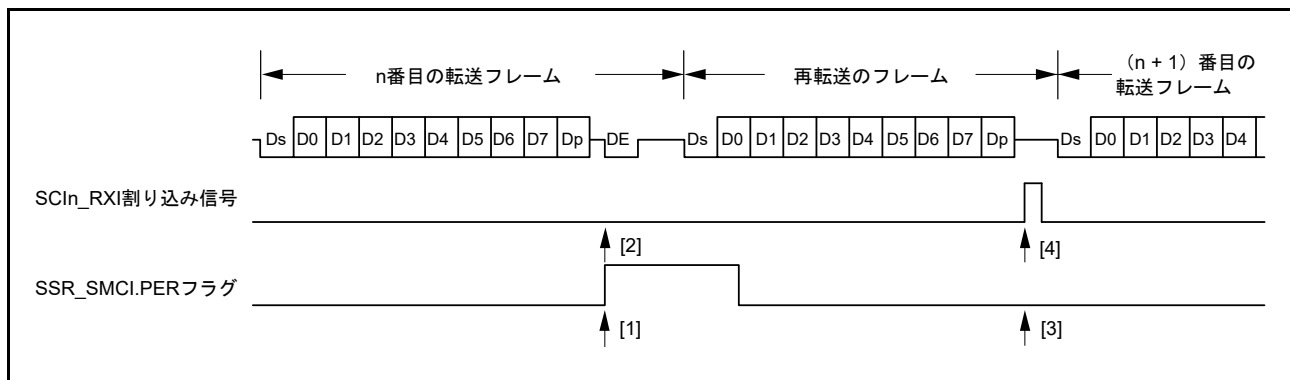 n番目の転送フレーム
再転送のフレーム
（n + 1）番目の
転送フレーム
Ds D0 D1 D2 D3 D4 D5 D6 D7 Dp DE Ds D0 D1 D2 D3 D4 D5 D6 D7 Dp Ds D0 D1 D2 D3 D4
SCIn_RXI割り込み信号
[2] [4]
SSR_SMCI.PERフラグ
[1] [3]